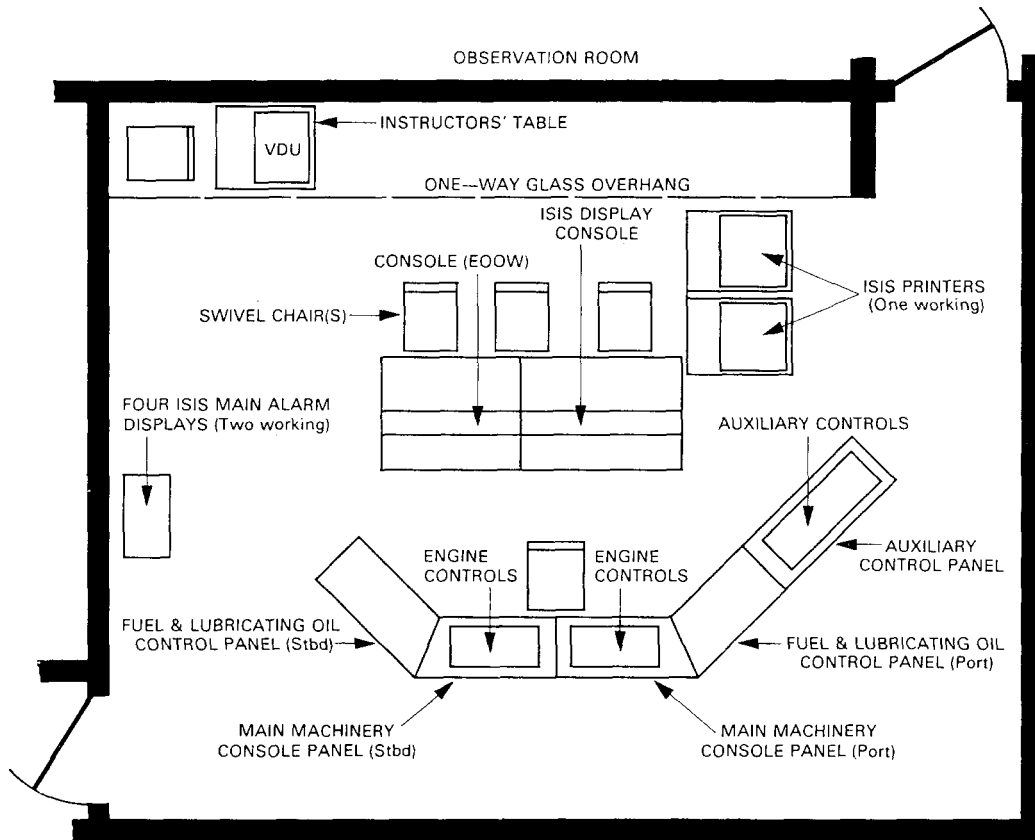 OBSERVATION ROOM
INSTRUCTORS' TABLE
VDU
ONE—WAY GLASS OVERHANG
ISIS DISPLAY
CONSOLE
CONSOLE (EOOW)
SWIVEL CHAIR(S)
ISIS PRINTERS
(One working)
FOUR ISIS MAIN ALARM
DISPLAYS (Two working)
AUXILIARY CONTROLS
ENGINE
CONTROLS
ENGINE
CONTROLS
AUXILIARY
CONTROL PANEL
FUEL & LUBRICATING OIL
CONTROL PANEL (Stbd)
FUEL & LUBRICATING OIL
CONTROL PANEL (Port)
MAIN MACHINERY
CONSOLE PANEL (Stbd)
MAIN MACHINERY
CONSOLE PANEL (Port)